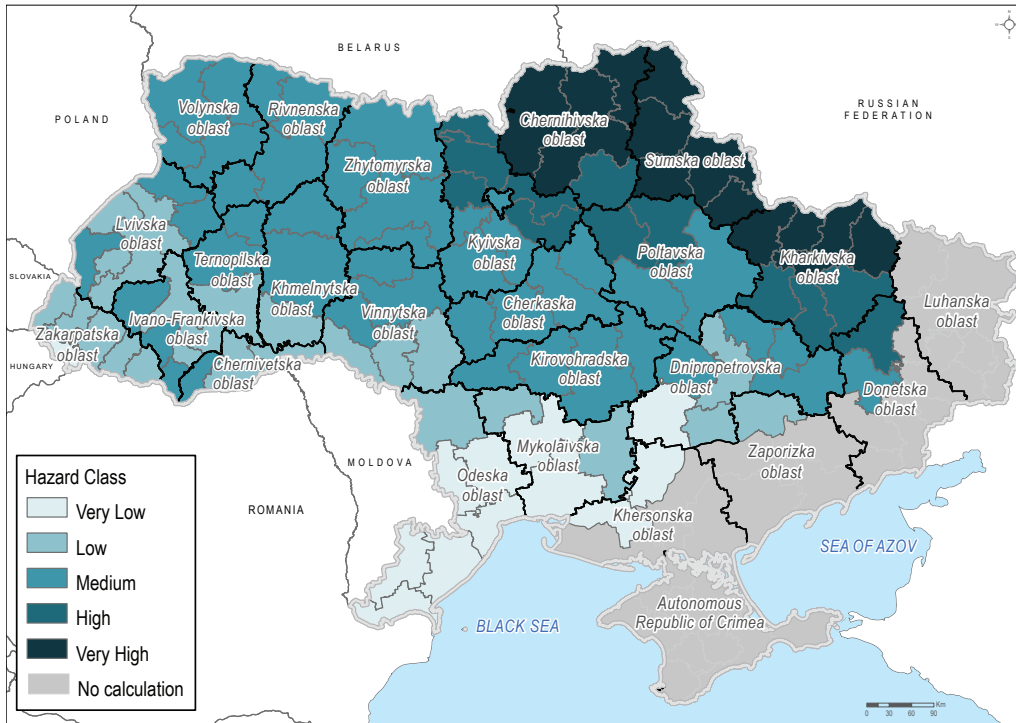 BELARUS
POLAND
RUSSIAN
FEDERATION
Volynska
oblast
Rivnenska
oblast
Chernihivska
oblast
Sumska oblast
Zhytomyrska
oblast
Lvivska
oblast
Kyivska
oblast
Poltavska
oblast
Kharkivska
oblast
SLOVAKIA
Ternopilska
oblast
Khmelnytska
oblast
Cherkaska
oblast
Luhanska
oblast
Zakarpatska
oblast
Ivano-Frankivska
oblast
Vinnytska
oblast
HUNGARY
Chernivetska
oblast
Kirovohradska
oblast
Dnipropetrovska
oblast
Donetska
oblast
MOLDOVA
Mykolaivska
oblast
Zaporizka
oblast
Odeska
oblast
ROMANIA
Khersonska
oblast
SEA OF AZOV
Autonomous
Republic of Crimea
BLACK SEA
Hazard Class
Very Low
Low
Medium
High
Very High
No calculation
Km
0 15 30 60 90